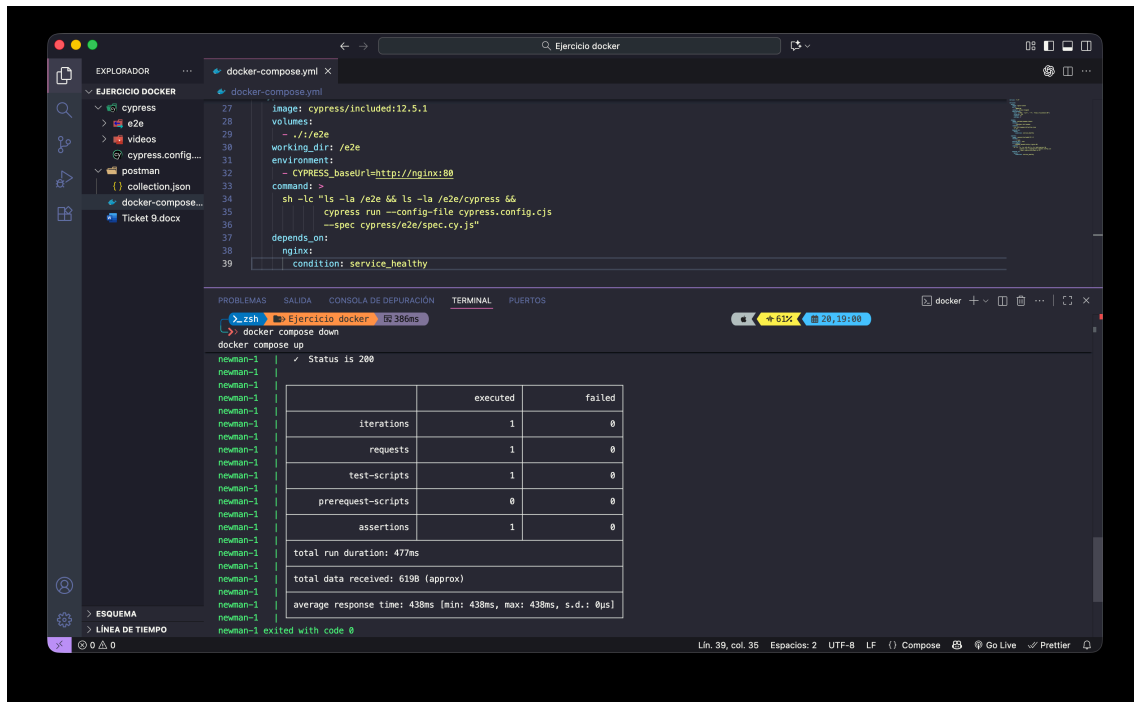 Ejercicio docker
EXPLORADOR
docker-compose.yml
EJERCICIO DOCKER
cypress
e2e
videos
cypress.config....
postman
{} collection.json
docker-compose...
Ticket 9.docx
ESQUEMA
LÍNEA DE TIEMPO
docker-compose.yml
27 image: cypress/included:12.5.1
28 volumes:
29 - ./:/e2e
30 working_dir: /e2e
31 environment:
32 - CYPRESS_baseUrl=http://nginx:80
33 command: >
34 sh -lc "ls -la /e2e && ls -la /e2e/cypress &&
35 cypress run --config-file cypress.config.cjs
36 --spec cypress/e2e/spec.cy.js"
37 depends_on:
38 nginx:
39 condition: service_healthy
PROBLEMAS SALIDA CONSOLA DE DEPURACIÓN TERMINAL PUERTOS
docker
zsh Ejercicio docker 386ms
61% 20,19:00
docker compose down
docker compose up
newman-1 | ✓ Status is 200
newman-1 |
newman-1 |
newman-1 | executed failed
newman-1 |
newman-1 | iterations 1 0
newman-1 |
newman-1 | requests 1 0
newman-1 |
newman-1 | test-scripts 1 0
newman-1 |
newman-1 | prerequest-scripts 0 0
newman-1 |
newman-1 | assertions 1 0
newman-1 |
newman-1 | total run duration: 477ms
newman-1 |
newman-1 | total data received: 619B (approx)
newman-1 |
newman-1 | average response time: 438ms [min: 438ms, max: 438ms, s.d.: 0µs]
newman-1 |
newman-1 exited with code 0
0 0
Lín. 39, col. 35 Espacios: 2 UTF-8 LF {} Compose Go Live Prettier